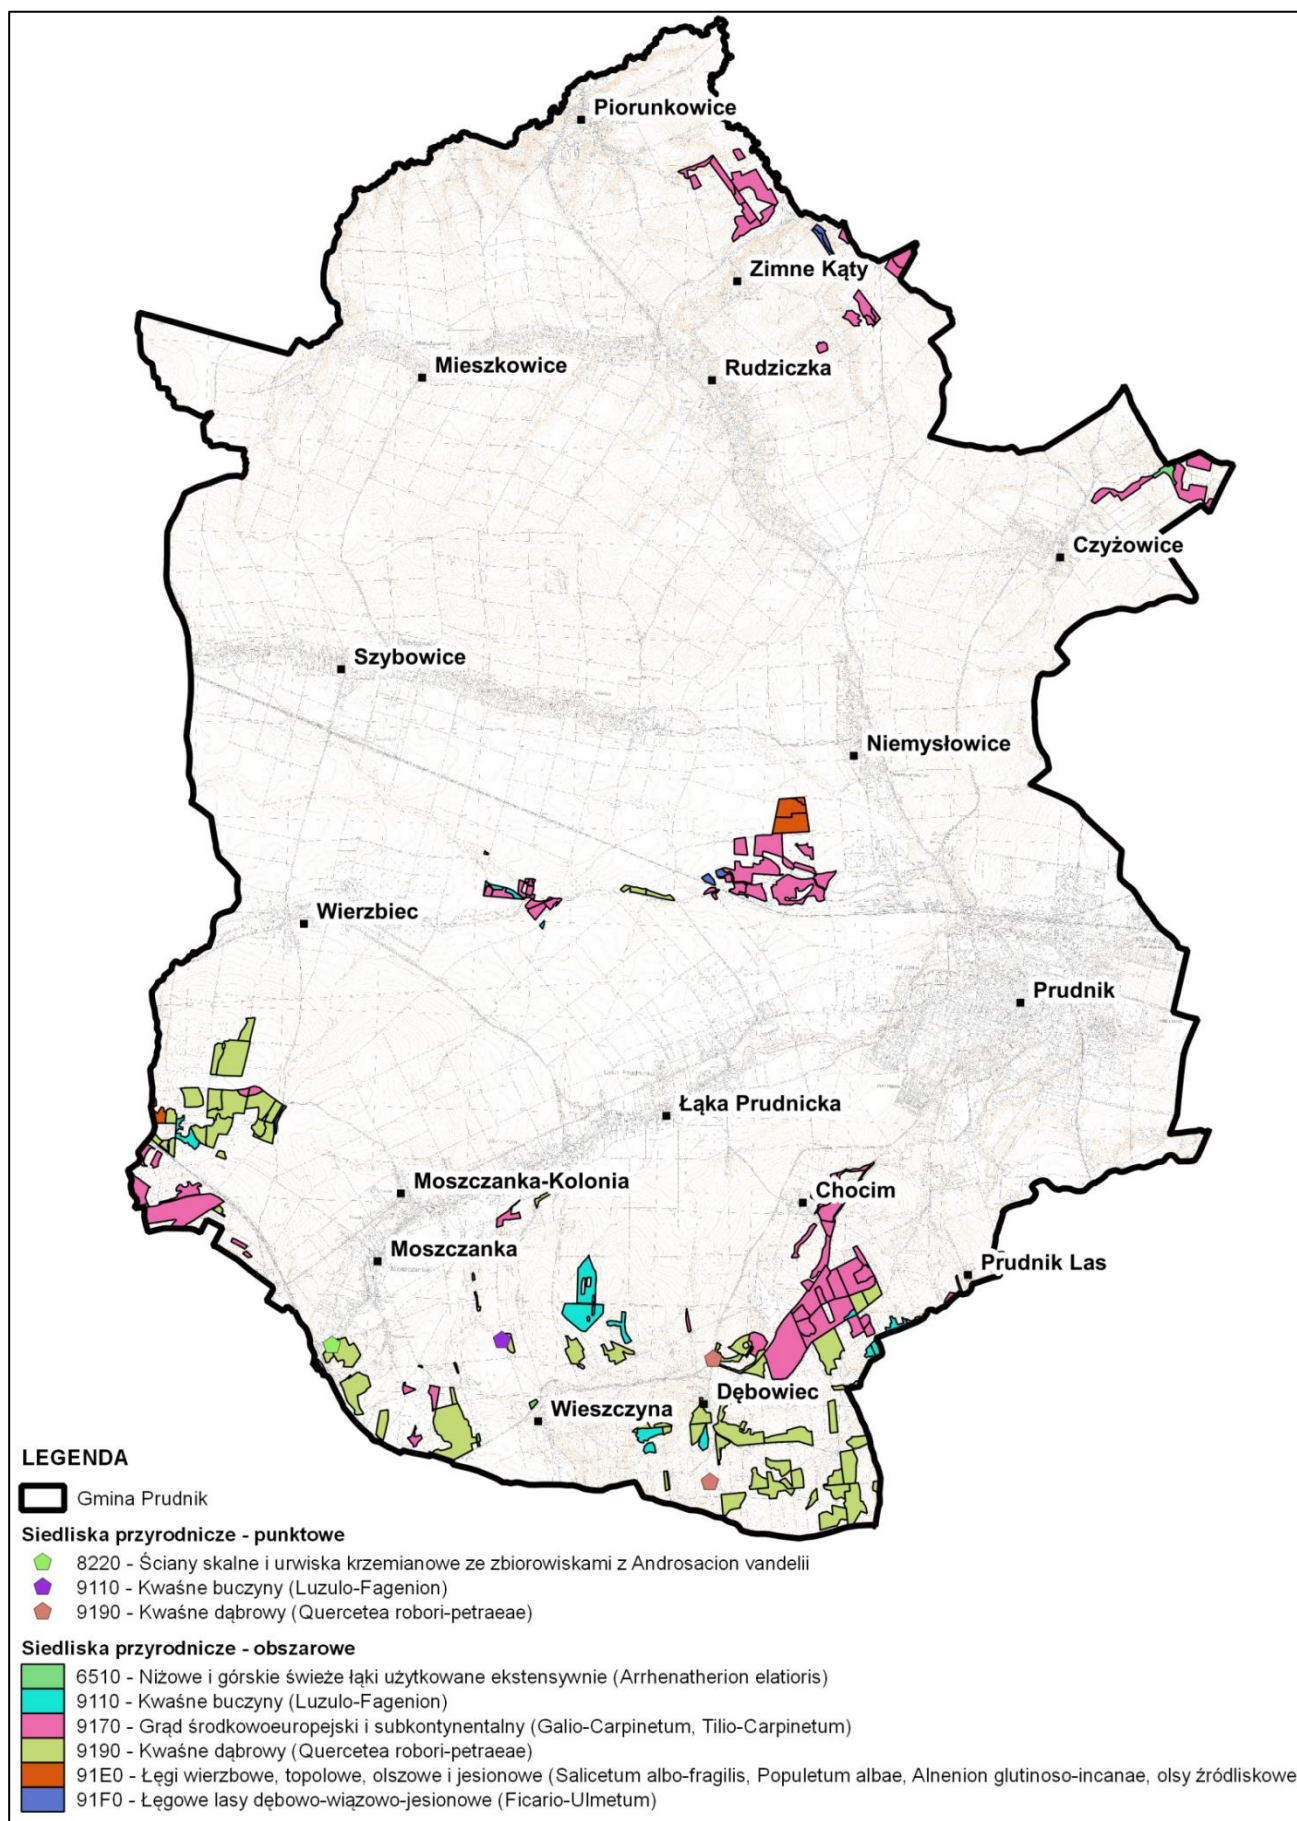 Piorunkowice
Zimne Kąty
Mieszkowice
Rudziczka
Czyżowice
Szybowice
Niemysłowice
Wierzbiec
Prudnik
Łąka Prudnicka
Moszczanka-Kolonia
Chocim
Moszczanka
Prudnik Las
Dębowiec
Wieszczyna
LEGENDA
Gmina Prudnik
Siedliska przyrodnicze - punktowe
8220 - Ściany skalne i urwiska krzemianowe ze zbiorowiskami z Androsacion vandelii
9110 - Kwaśne buczyny (Luzulo-Fagenion)
9190 - Kwaśne dąbrowy (Quercetea robori-petraeae)
Siedliska przyrodnicze - obszarowe
6510 - Niżowe i górskie świeże łąki użytkowane ekstensywnie (Arrhenatherion elatioris)
9110 - Kwaśne buczyny (Luzulo-Fagenion)
9170 - Grąd środkowoeuropejski i subkontynentalny (Galio-Carpinetum, Tilio-Carpinetum)
9190 - Kwaśne dąbrowy (Quercetea robori-petraeae)
91E0 - Łęgi wierzbowe, topolowe, olszowe i jesionowe (Salicetum albo-fragilis, Populetum albae, Alnenion glutinoso-incanae, olsy źródliskowe
91F0 - Łęgowe lasy dębowo-wiązowo-jesionowe (Ficario-Ulmetum)